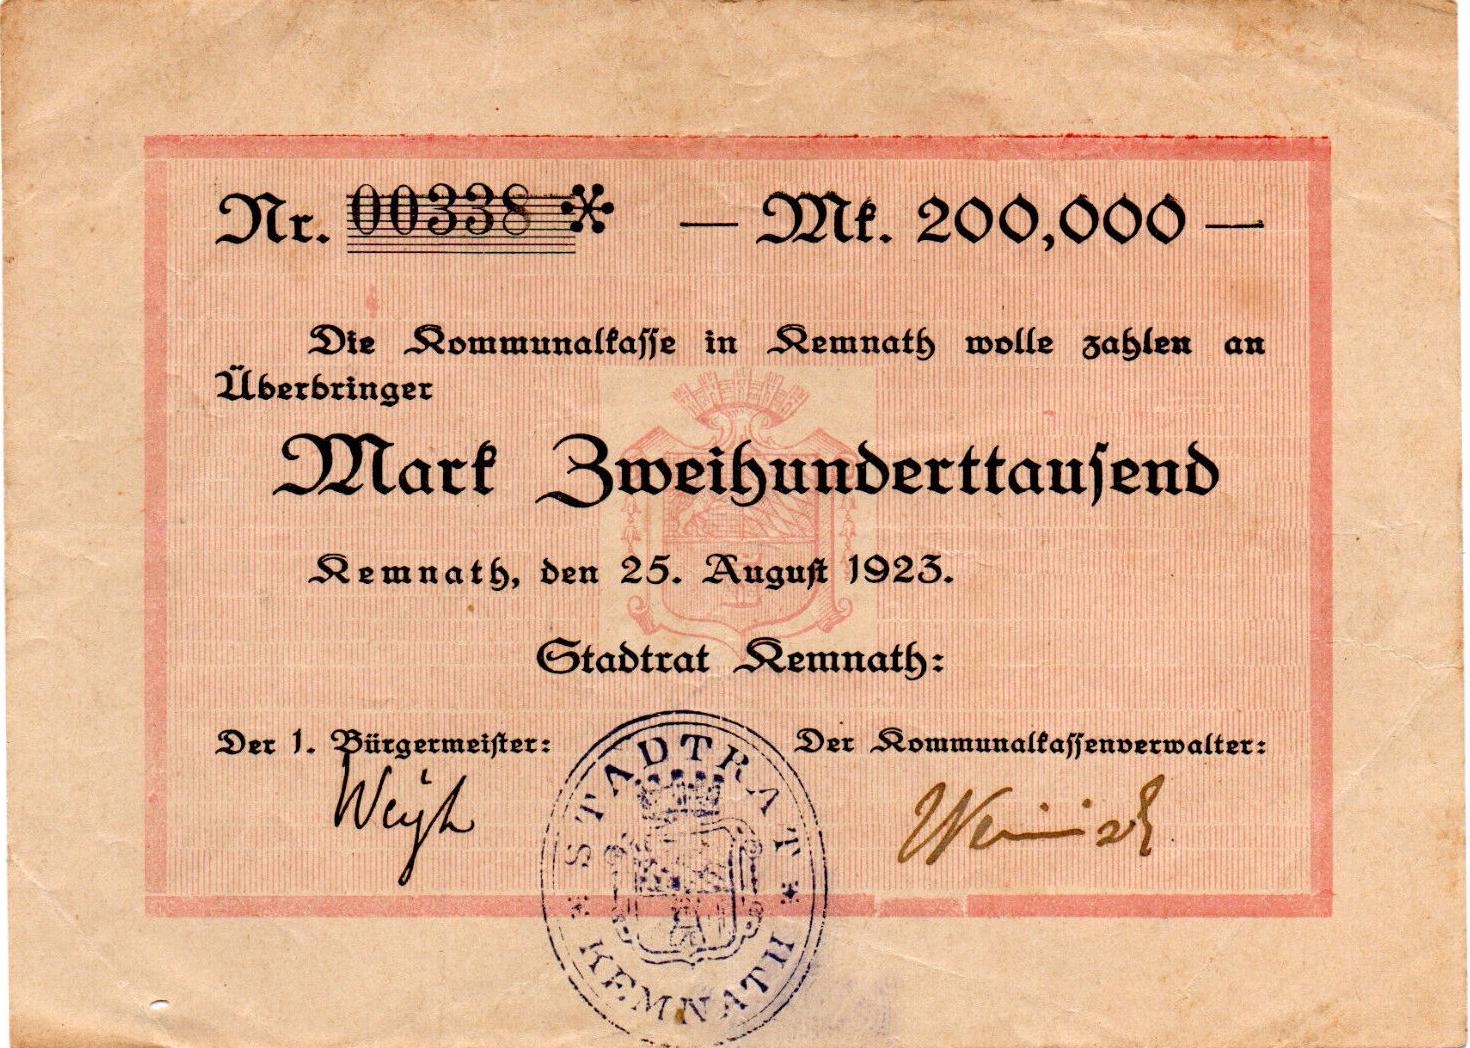 Nr. 00338 — Mk. 200,000 —
Die Kommunalkasse in Kemnath wolle zahlen an
Überbringer
Mark Zweihunderttausend
Kemnath, den 25. August 1923.
Stadtrat Kemnath:
Der 1. Bürgermeister: Der Kommunalkassenverwalter:
Weigh
* STADTRAT *
KEMNATH